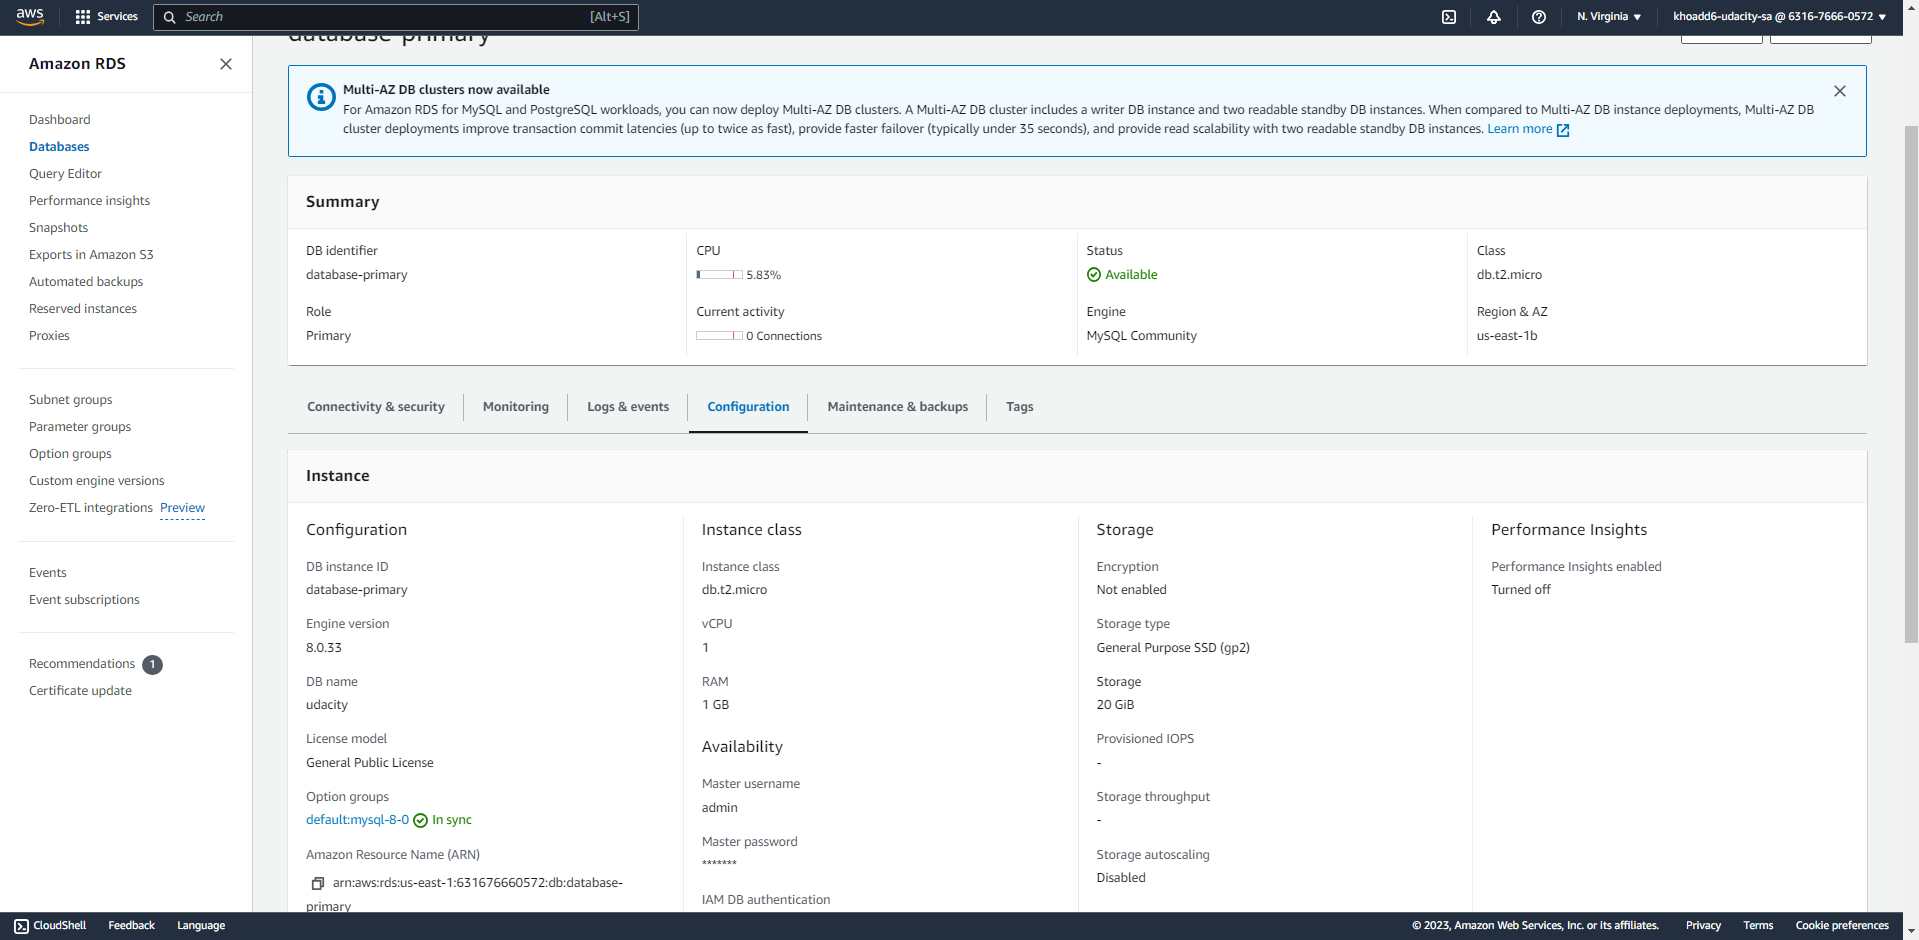 aws
Services
Search
[Alt+S]
N. Virginia
khoadd6-udacity-sa @ 6316-7666-0572
Amazon RDS
Dashboard
Databases
Query Editor
Performance insights
Snapshots
Exports in Amazon S3
Automated backups
Reserved instances
Proxies
Subnet groups
Parameter groups
Option groups
Custom engine versions
Zero-ETL integrations Preview
Events
Event subscriptions
Recommendations 1
Certificate update
database-primary
Multi-AZ DB clusters now available
For Amazon RDS for MySQL and PostgreSQL workloads, you can now deploy Multi-AZ DB clusters. A Multi-AZ DB cluster includes a writer DB instance and two readable standby DB instances. When compared to Multi-AZ DB instance deployments, Multi-AZ DB
cluster deployments improve transaction commit latencies (up to twice as fast), provide faster failover (typically under 35 seconds), and provide read scalability with two readable standby DB instances. Learn more
Summary
DB identifier
database-primary
Role
Primary
CPU
5.83%
Current activity
0 Connections
Status
Available
Engine
MySQL Community
Class
db.t2.micro
Region & AZ
us-east-1b
Connectivity & security
Monitoring
Logs & events
Configuration
Maintenance & backups
Tags
Instance
Configuration
DB instance ID
database-primary
Engine version
8.0.33
DB name
udacity
License model
General Public License
Option groups
default:mysql-8-0 In sync
Amazon Resource Name (ARN)
arn:aws:rds:us-east-1:631676660572:db:database-
primary
Instance class
Instance class
db.t2.micro
vCPU
1
RAM
1 GB
Availability
Master username
admin
Master password
*******
IAM DB authentication
Storage
Encryption
Not enabled
Storage type
General Purpose SSD (gp2)
Storage
20 GiB
Provisioned IOPS
-
Storage throughput
-
Storage autoscaling
Disabled
Performance Insights
Performance Insights enabled
Turned off
CloudShell
Feedback
Language
© 2023, Amazon Web Services, Inc. or its affiliates.
Privacy
Terms
Cookie preferences